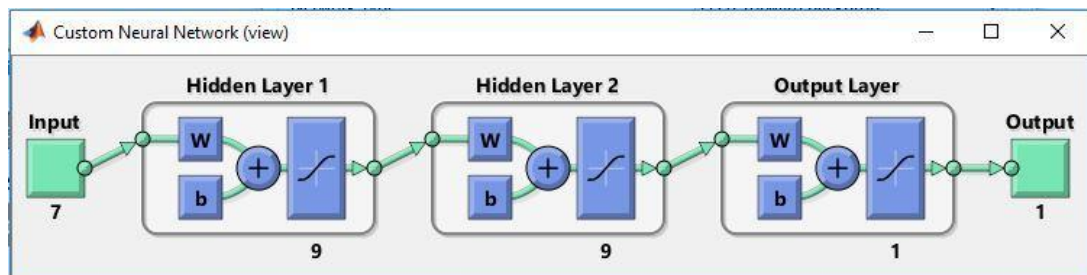 Custom Neural Network (view)
Hidden Layer 1
Hidden Layer 2
Output Layer
Input
Output
W
W
W
b
b
b
7
9
9
1
1